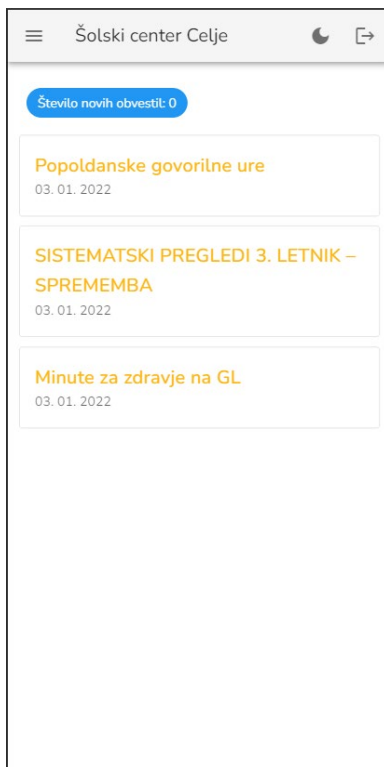 Šolski center Celje
Število novih obvestil: 0
Popoldanske govorilne ure
03. 01. 2022
SISTEMATSKI PREGLEDI 3. LETNIK –
SPREMEMBA
03. 01. 2022
Minute za zdravje na GL
03. 01. 2022